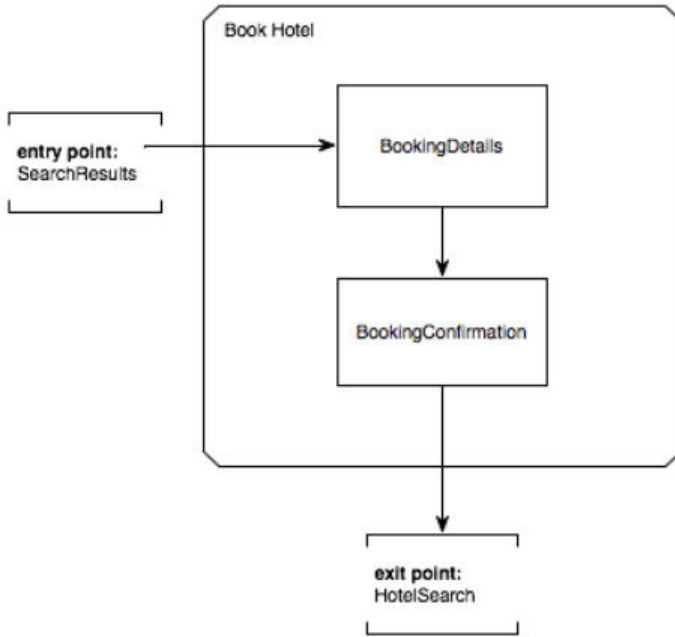 Book Hotel
entry point:
SearchResults
BookingDetails
BookingConfirmation
exit point:
HotelSearch